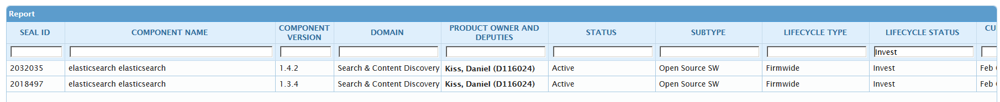 Report
SEAL ID COMPONENT NAME COMPONENT VERSION DOMAIN PRODUCT OWNER AND DEPUTIES STATUS SUBTYPE LIFECYCLE TYPE LIFECYCLE STATUS CU
Invest
2032035 elasticsearch elasticsearch 1.4.2 Search & Content Discovery Kiss, Daniel (D116024) Active Open Source SW Firmwide Invest Feb
2018497 elasticsearch elasticsearch 1.3.4 Search & Content Discovery Kiss, Daniel (D116024) Active Open Source SW Firmwide Invest Feb